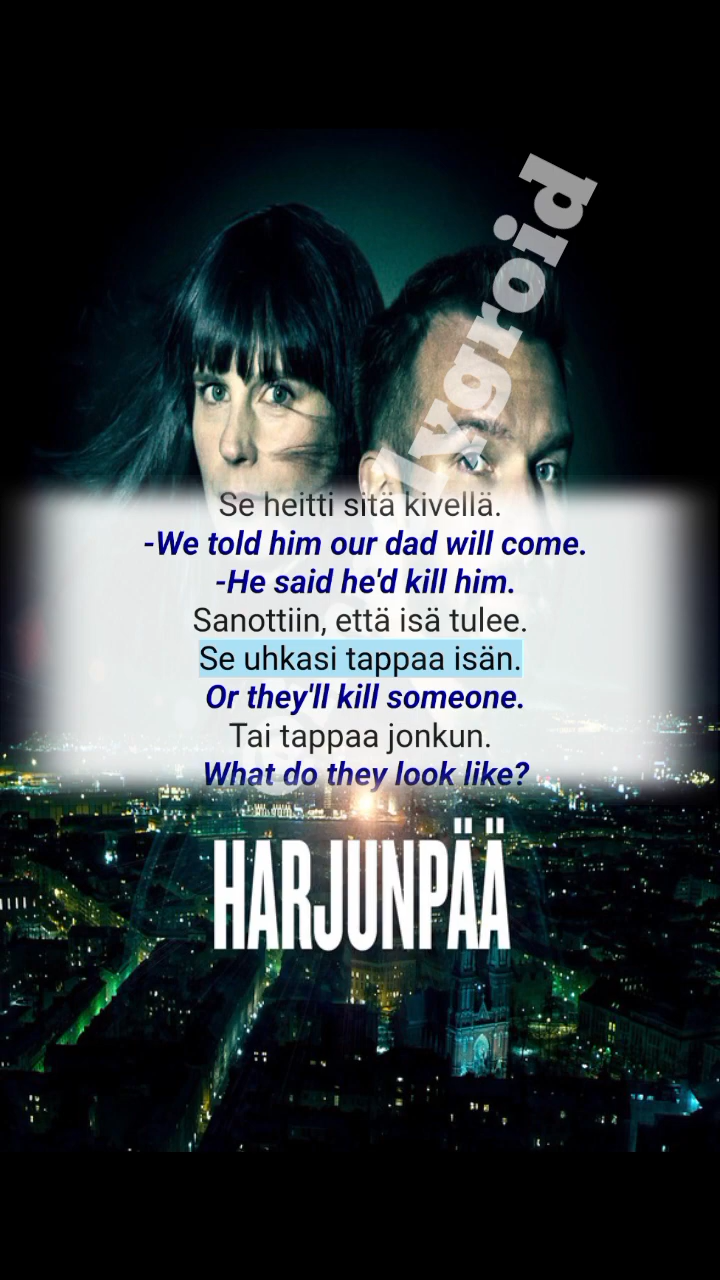 lygroid
Se heitti sitä kivellä.
-We told him our dad will come.
-He said he'd kill him.
Sanottiin, että isä tulee.
Se uhkasi tappaa isän.
Or they'll kill someone.
Tai tappaa jonkun.
What do they look like?
HARJUNPÄÄ